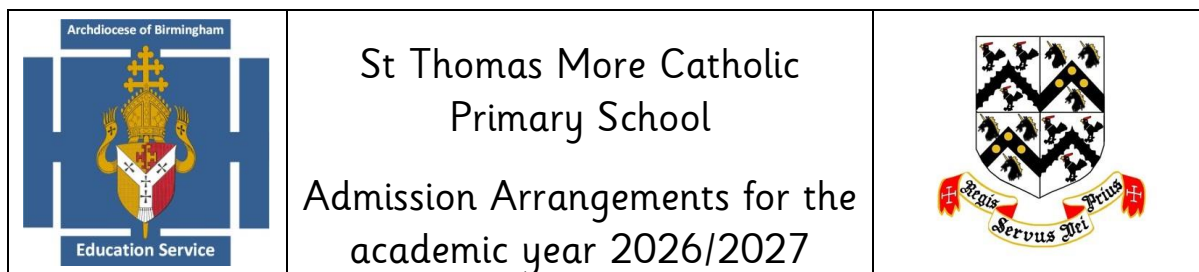 Archdiocese of Birmingham
Education Service
St Thomas More Catholic
Primary School
Admission Arrangements for the
academic year 2026/2027
Regis
Servus Dei
Prius